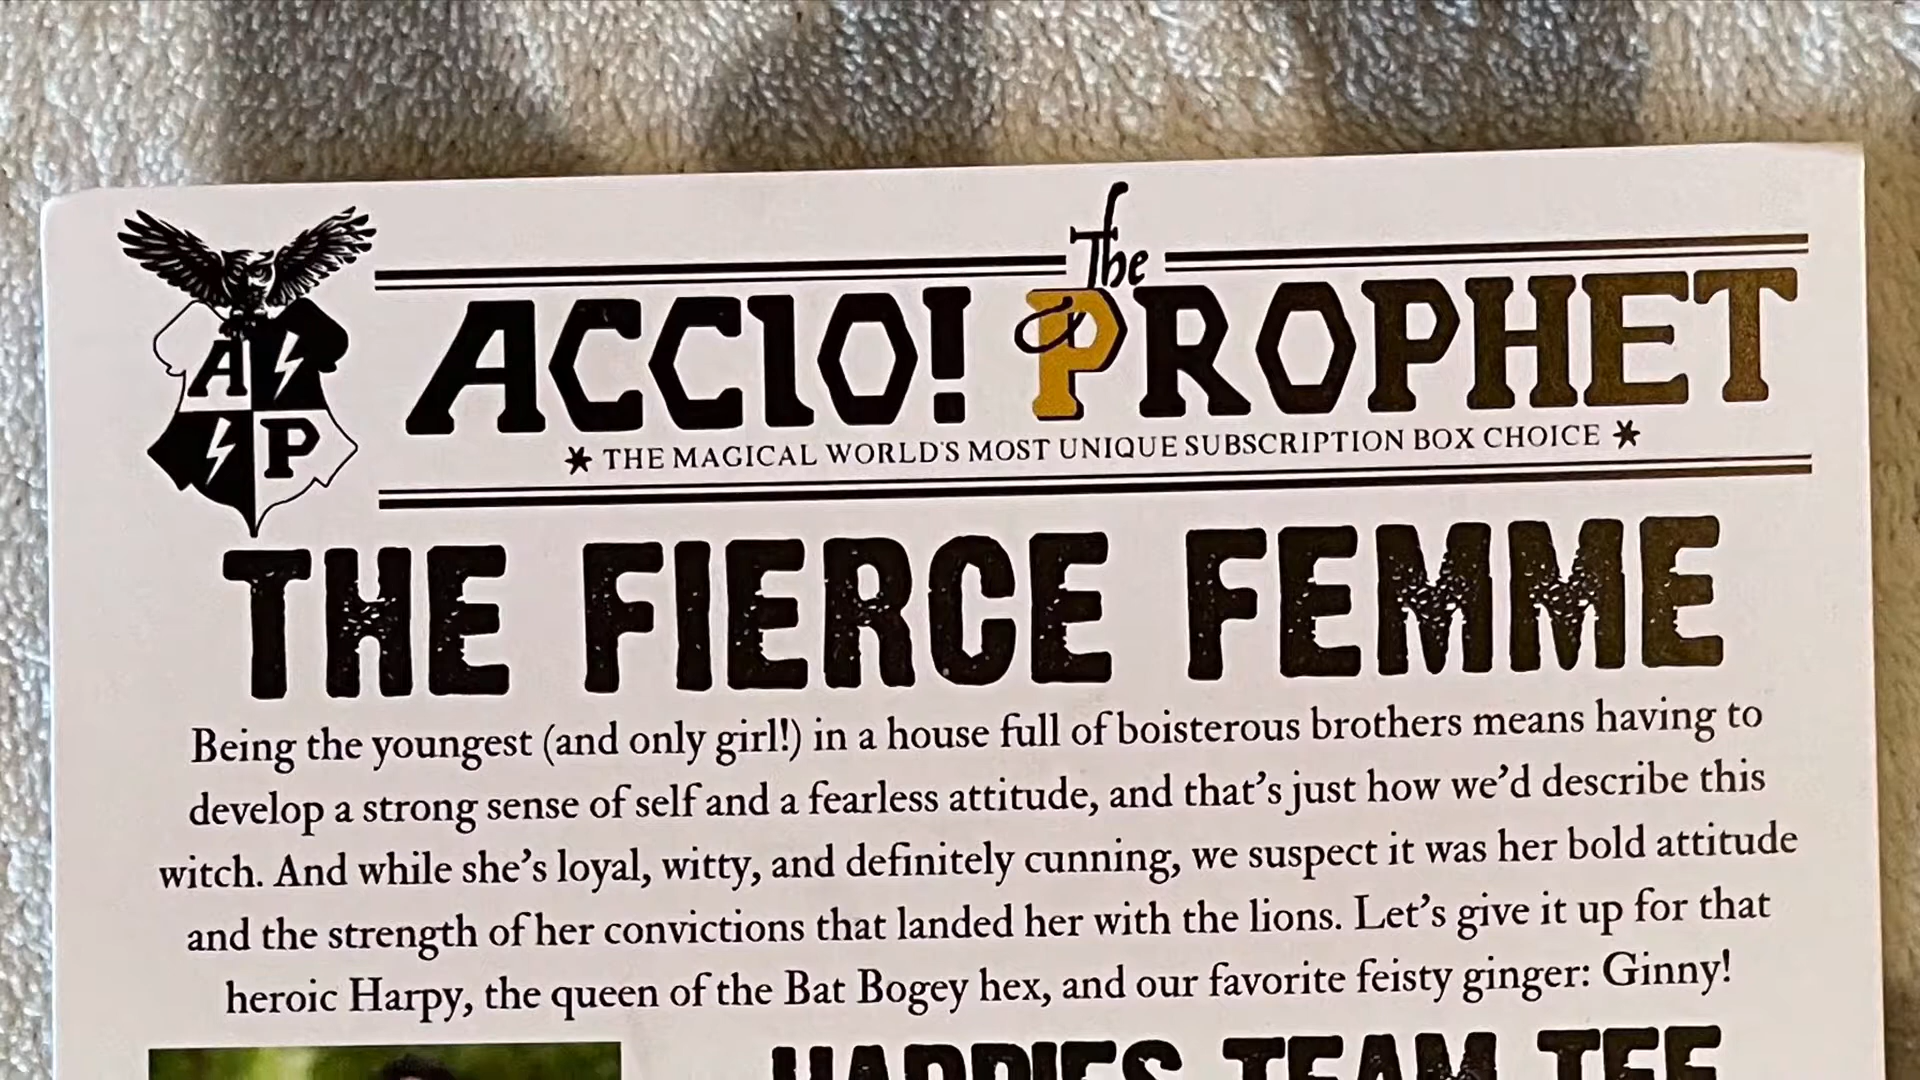 The
ACCIO! PROPHET
a
A
P
* THE MAGICAL WORLD'S MOST UNIQUE SUBSCRIPTION BOX CHOICE *
THE FIERCE FEMME
Being the youngest (and only girl!) in a house full of boisterous brothers means having to
develop a strong sense of self and a fearless attitude, and that's just how we'd describe this
witch. And while she's loyal, witty, and definitely cunning, we suspect it was her bold attitude
and the strength of her convictions that landed her with the lions. Let's give it up for that
heroic Harpy, the queen of the Bat Bogey hex, and our favorite feisty ginger: Ginny!
HARPIES TEAM TEE